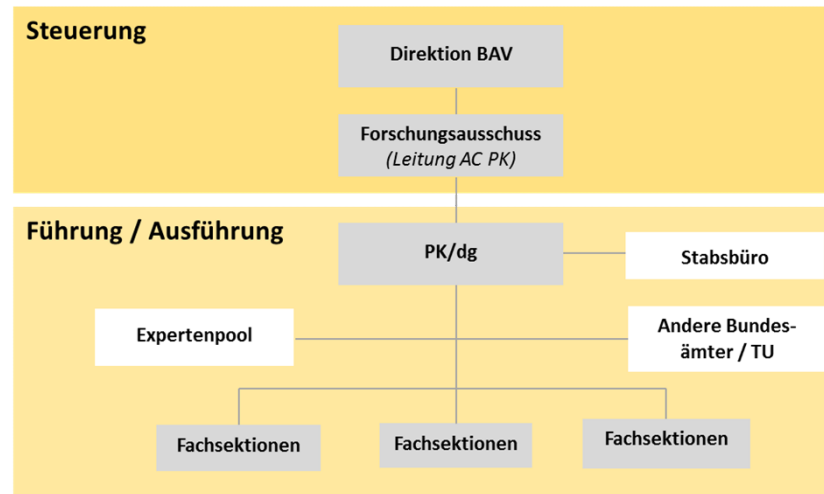 Steuerung
Direktion BAV
Forschungsausschuss
(Leitung AC PK)
Führung / Ausführung
PK/dg
Stabsbüro
Expertenpool
Andere Bundes-
ämter / TU
Fachsektionen
Fachsektionen
Fachsektionen